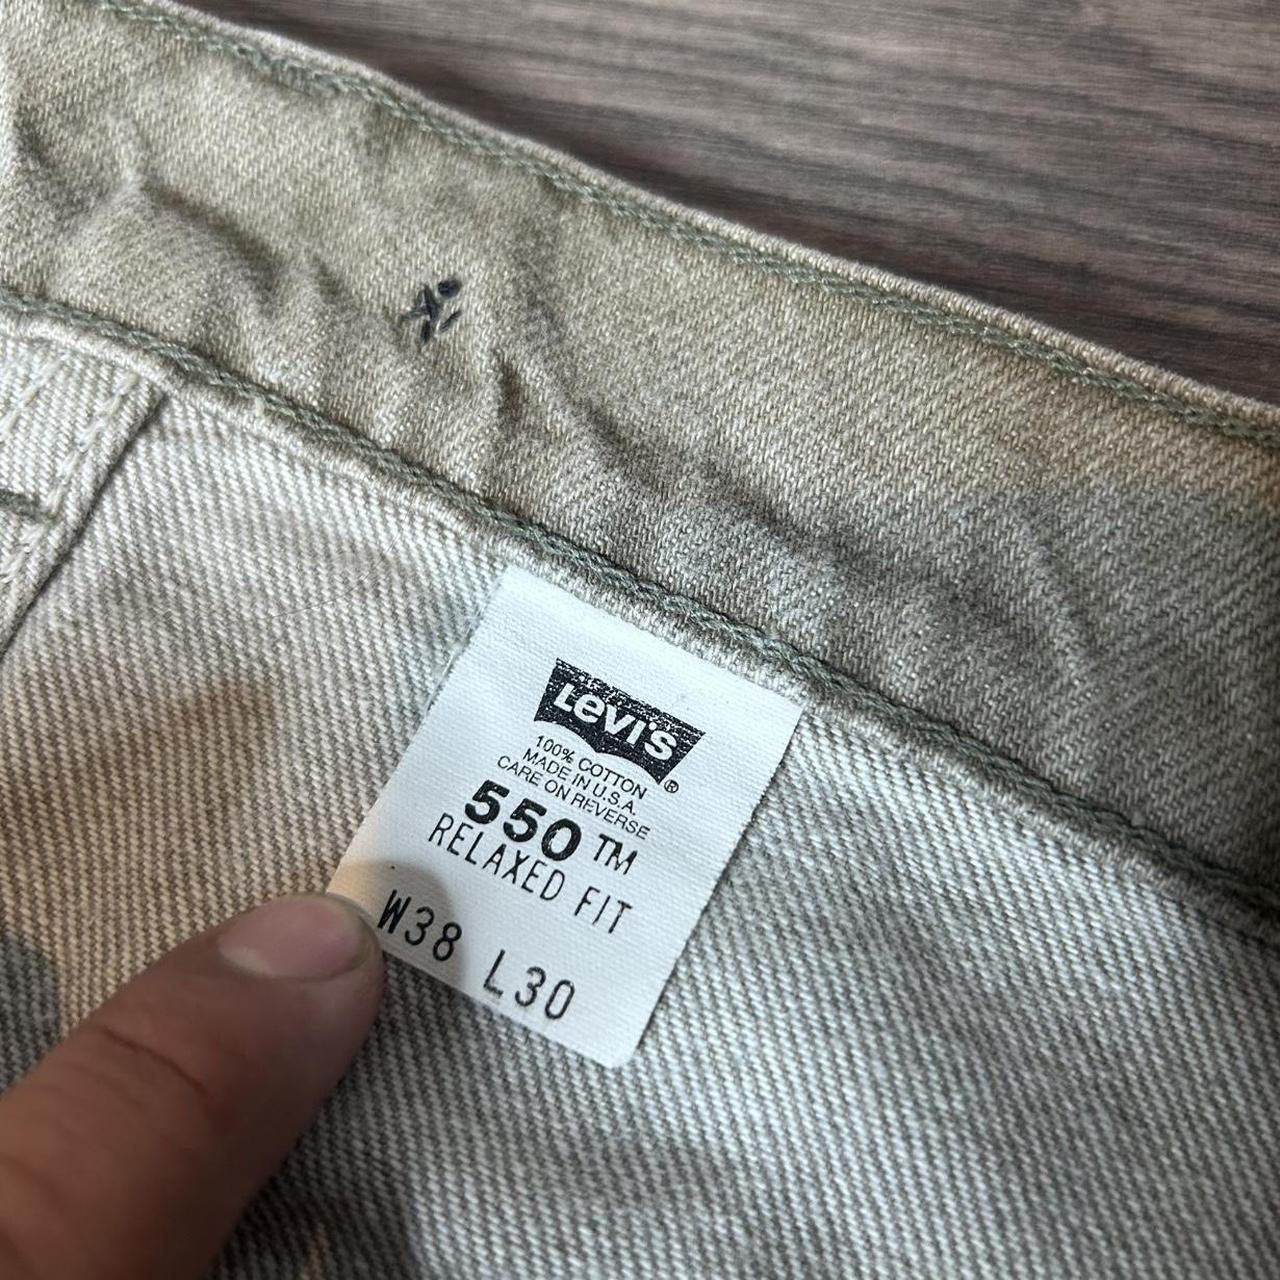 Levi's ®
100% COTTON
MADE IN U.S.A.
CARE ON REVERSE
550 TM
RELAXED FIT
W38 L30